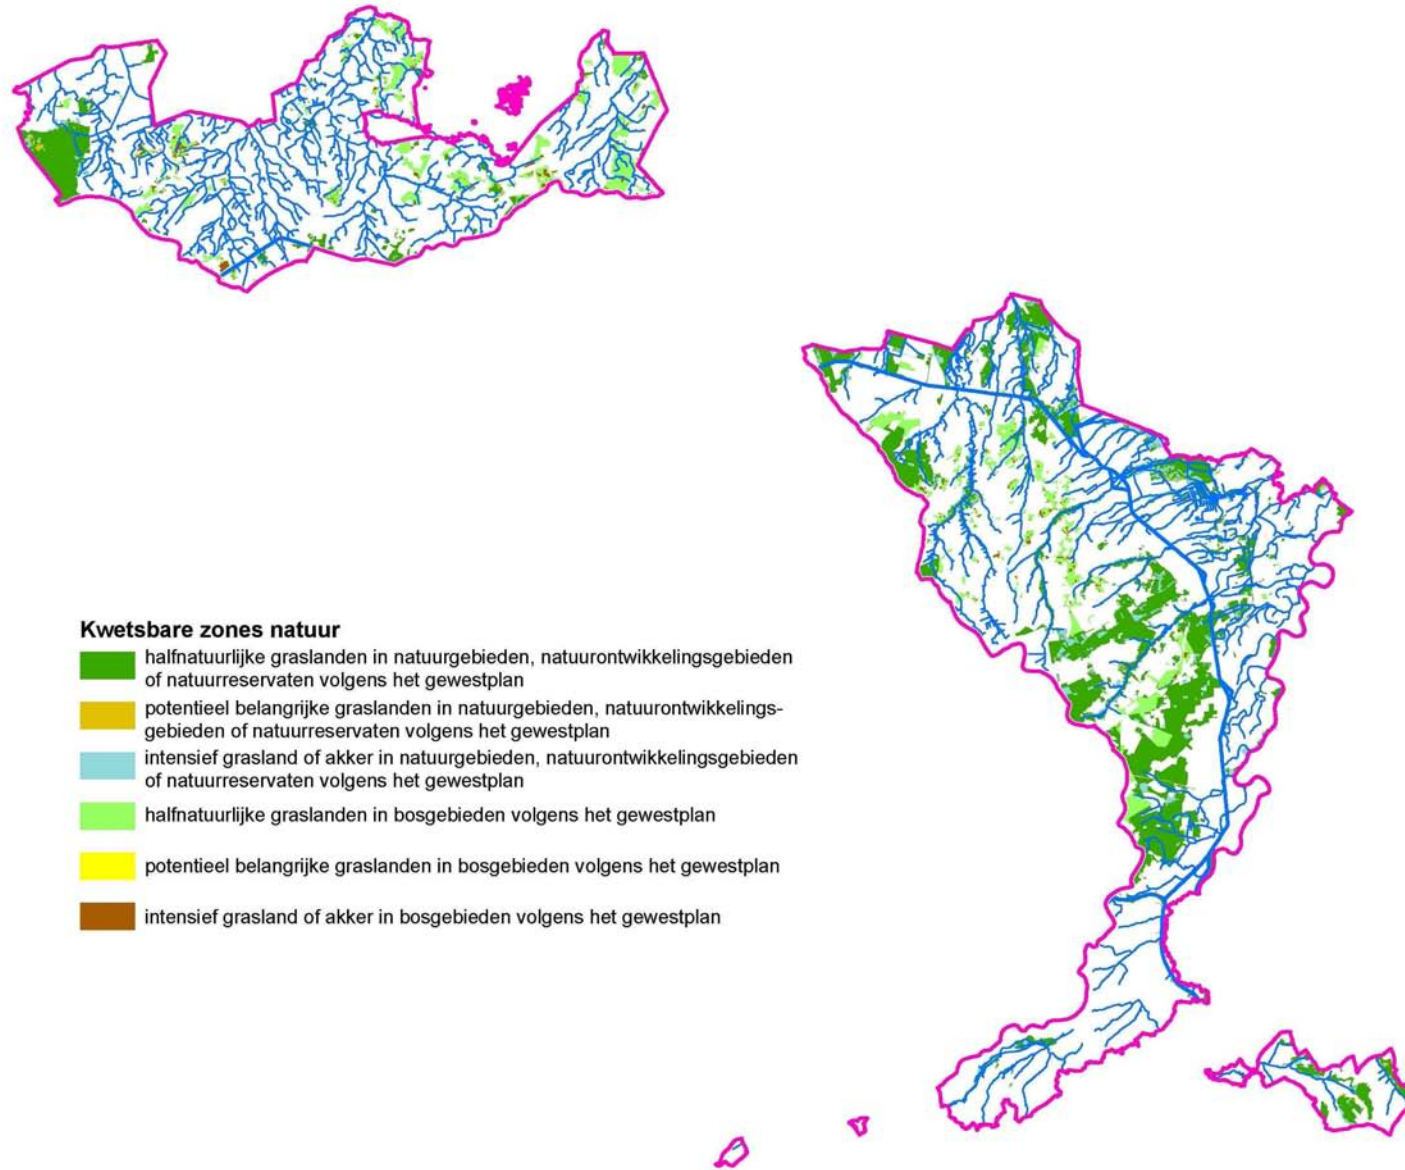 Kwetsbare zones natuur
halfnatuurlijke graslanden in natuurgebieden, natuurontwikkelingsgebieden
of natuurreservaten volgens het gewestplan
potentieel belangrijke graslanden in natuurgebieden, natuurontwikkelings-
gebieden of natuurreservaten volgens het gewestplan
intensief grasland of akker in natuurgebieden, natuurontwikkelingsgebieden
of natuurreservaten volgens het gewestplan
halfnatuurlijke graslanden in bosgebieden volgens het gewestplan
potentieel belangrijke graslanden in bosgebieden volgens het gewestplan
intensief grasland of akker in bosgebieden volgens het gewestplan